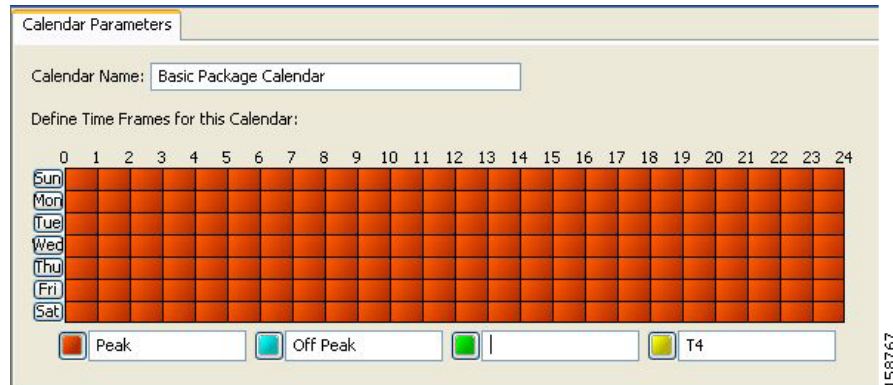 Calendar Parameters
Calendar Name: Basic Package Calendar
Define Time Frames for this Calendar:
0 1 2 3 4 5 6 7 8 9 10 11 12 13 14 15 16 17 18 19 20 21 22 23 24
Sun
Mon
Tue
Wed
Thu
Fri
Sat
Peak Off Peak T4
58767